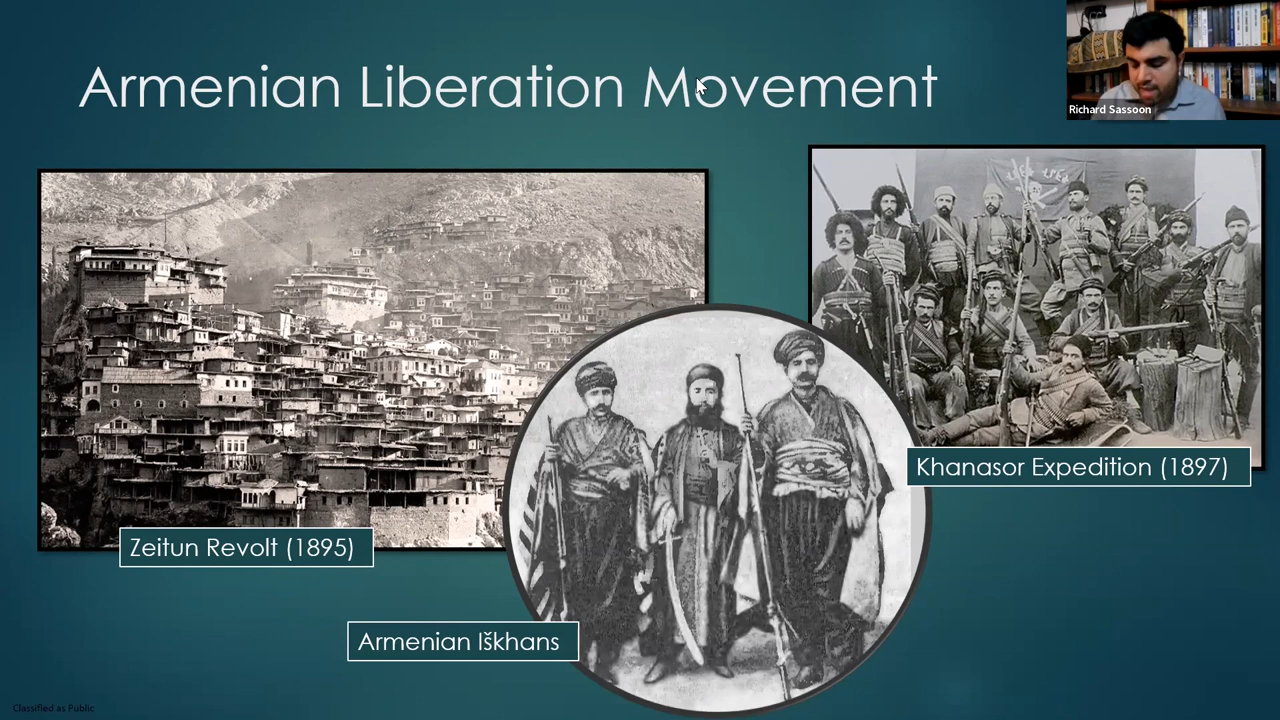 Armenian Liberation Movement
Richard Sassoon
Khanasor Expedition (1897)
Zeitun Revolt (1895)
Armenian Iškhans
Classified as Public